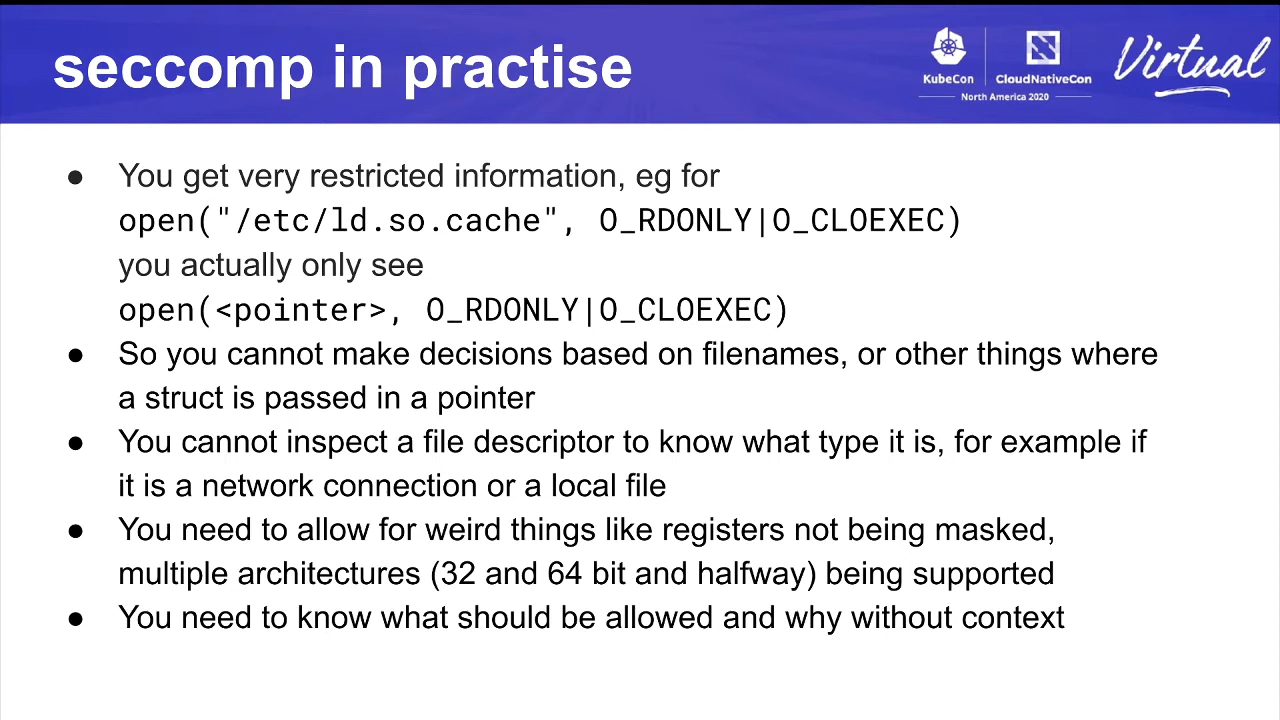 seccomp in practise
KubeCon
CloudNativeCon
North America 2020
Virtual
● You get very restricted information, eg for
open("/etc/ld.so.cache", O_RDONLY|O_CLOEXEC)
you actually only see
open(<pointer>, O_RDONLY|O_CLOEXEC)
● So you cannot make decisions based on filenames, or other things where
a struct is passed in a pointer
● You cannot inspect a file descriptor to know what type it is, for example if
it is a network connection or a local file
● You need to allow for weird things like registers not being masked,
multiple architectures (32 and 64 bit and halfway) being supported
● You need to know what should be allowed and why without context